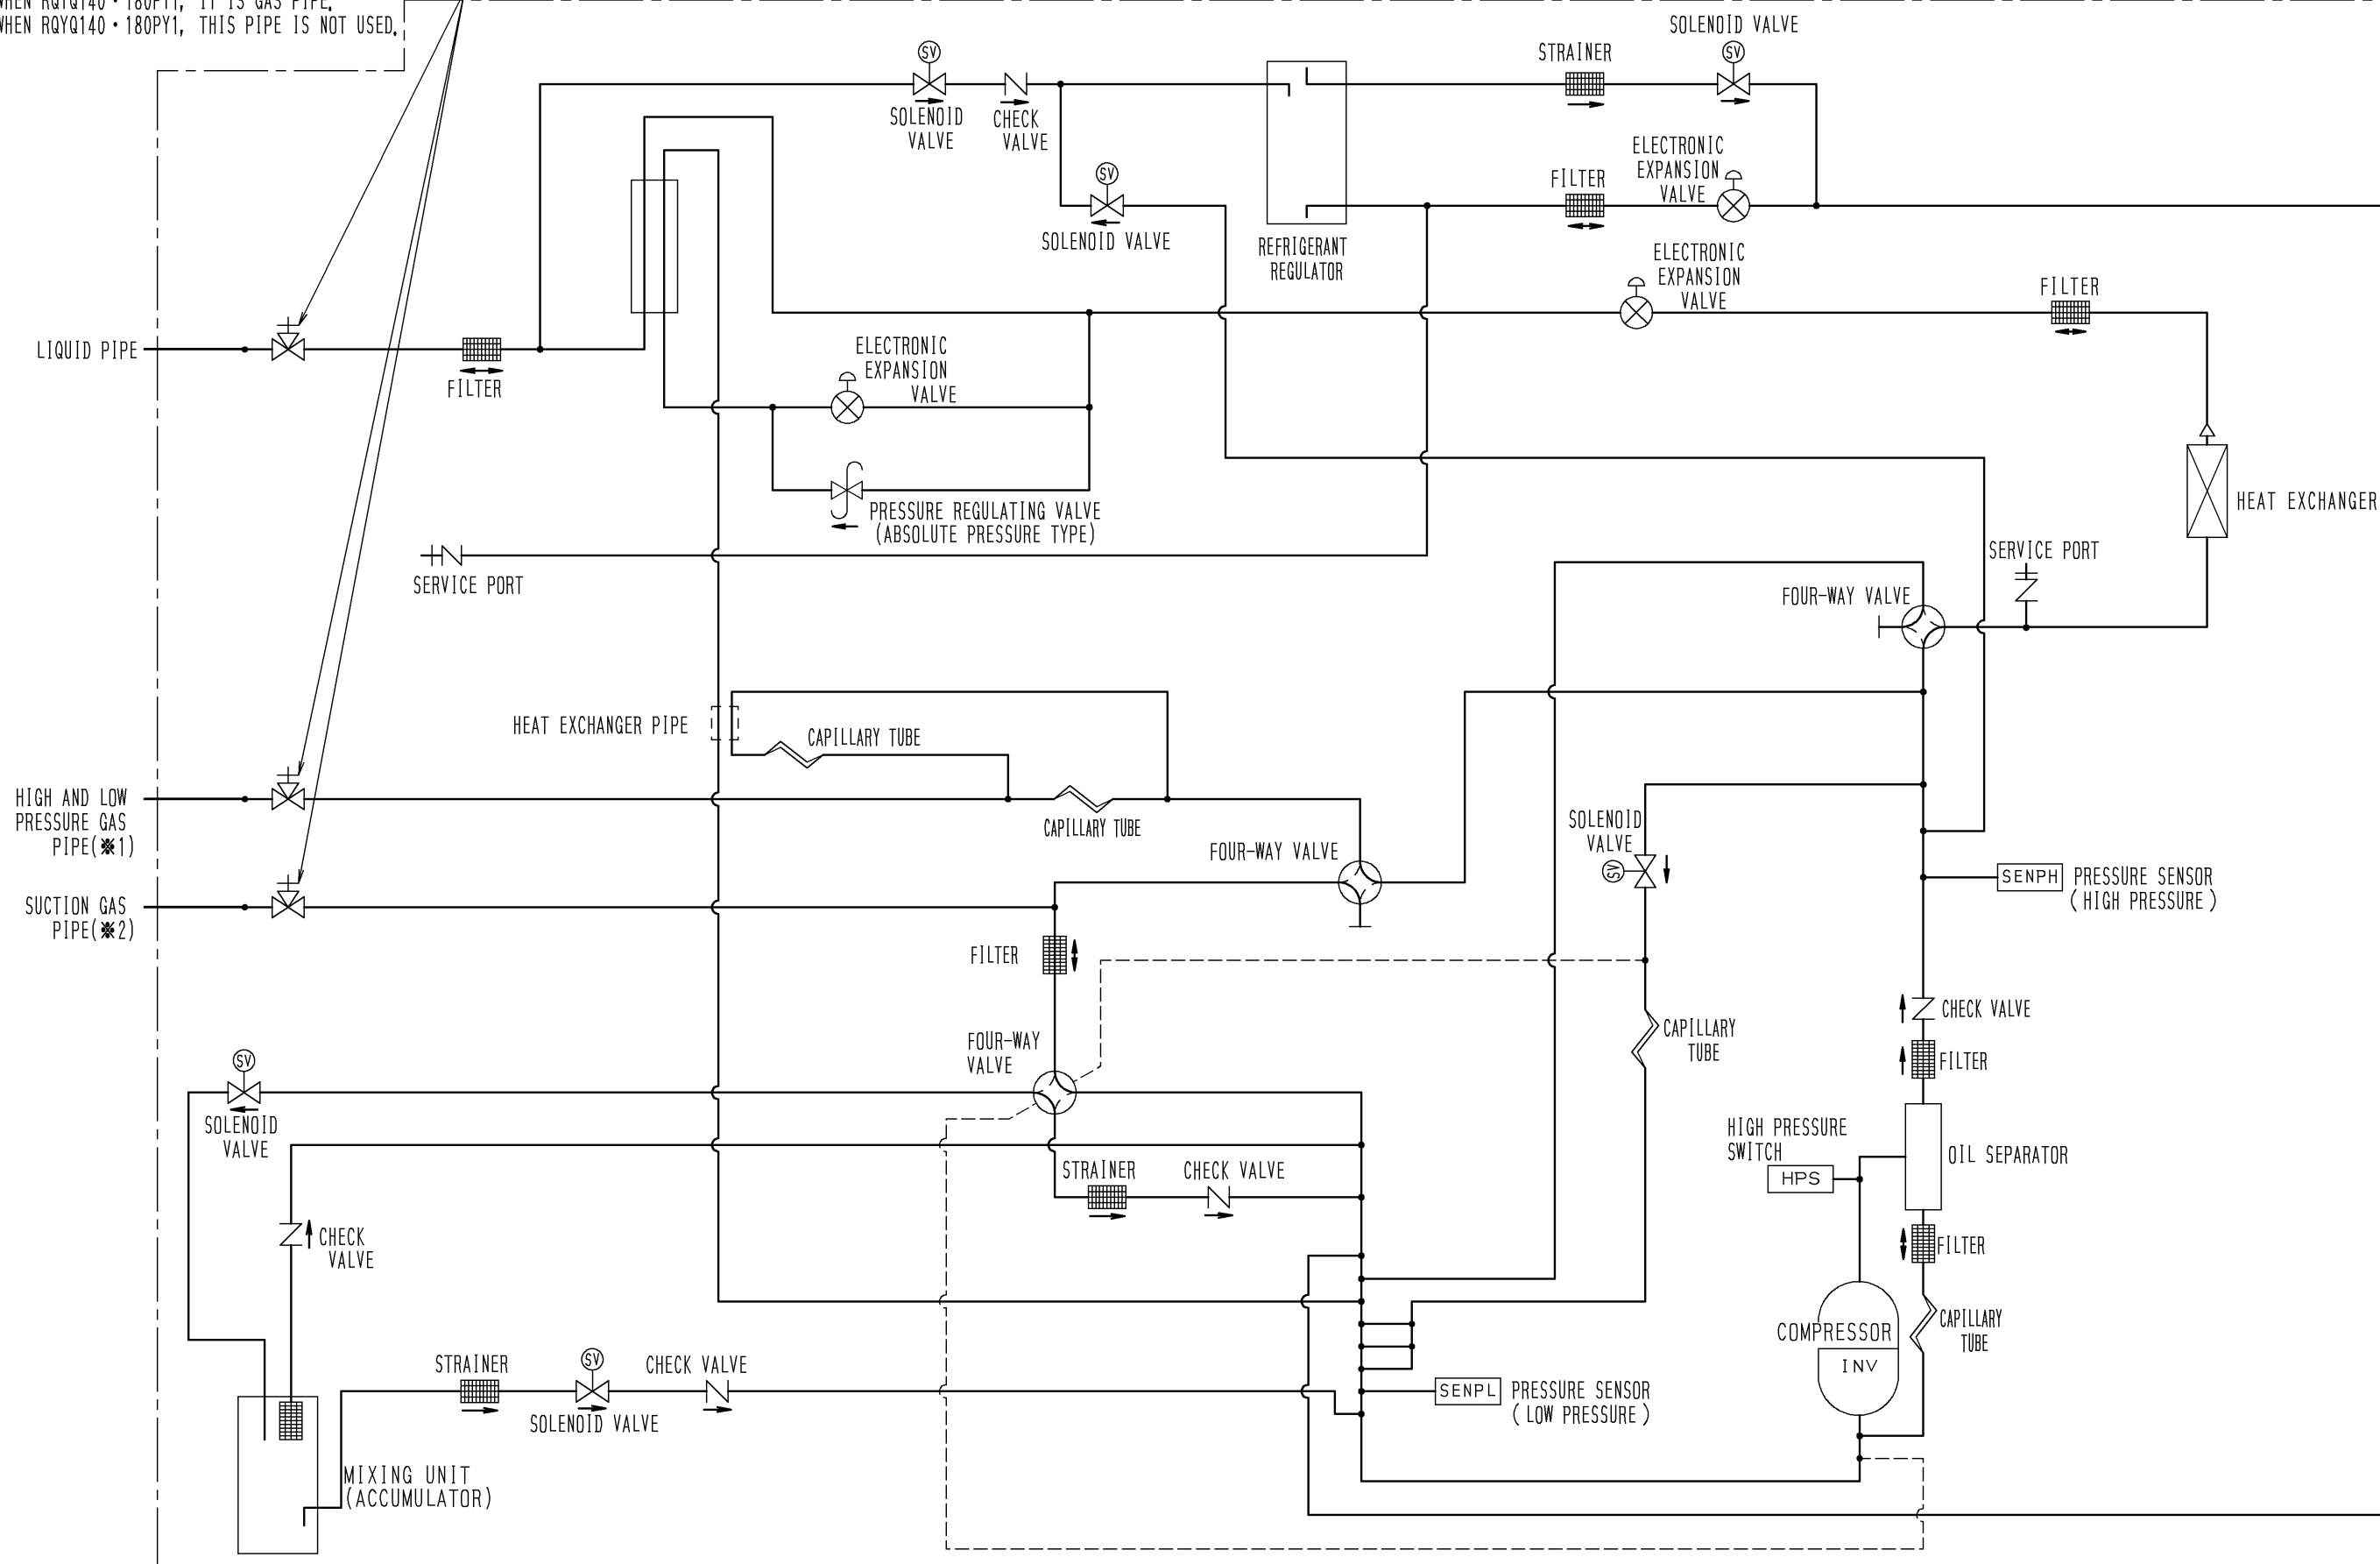 WHEN RQYQ140・180PY1, IT IS GAS PIPE.
WHEN RQYQ140・180PY1, THIS PIPE IS NOT USED.
SOLENOID VALVE
SV
SV
STRAINER
SOLENOID
VALVE
CHECK
VALVE
SV
SOLENOID VALVE
REFRIGERANT
REGULATOR
FILTER
ELECTRONIC
EXPANSION
VALVE
ELECTRONIC
EXPANSION
VALVE
FILTER
LIQUID PIPE
FILTER
ELECTRONIC
EXPANSION
VALVE
PRESSURE REGULATING VALVE
(ABSOLUTE PRESSURE TYPE)
HEAT EXCHANGER
SERVICE PORT
SERVICE PORT
FOUR-WAY VALVE
HEAT EXCHANGER PIPE
CAPILLARY TUBE
CAPILLARY TUBE
HIGH AND LOW
PRESSURE GAS
PIPE(※1)
SUCTION GAS
PIPE(※2)
FOUR-WAY VALVE
SOLENOID
VALVE
SV
SENPH
PRESSURE SENSOR
(HIGH PRESSURE)
FILTER
FOUR-WAY
VALVE
CAPILLARY
TUBE
CHECK VALVE
FILTER
SV
SOLENOID
VALVE
HIGH PRESSURE
SWITCH
HPS
OIL SEPARATOR
STRAINER
CHECK VALVE
CHECK
VALVE
FILTER
COMPRESSOR
INV
CAPILLARY
TUBE
STRAINER
SV
SOLENOID VALVE
CHECK VALVE
SENPL
PRESSURE SENSOR
(LOW PRESSURE)
MIXING UNIT
(ACCUMULATOR)